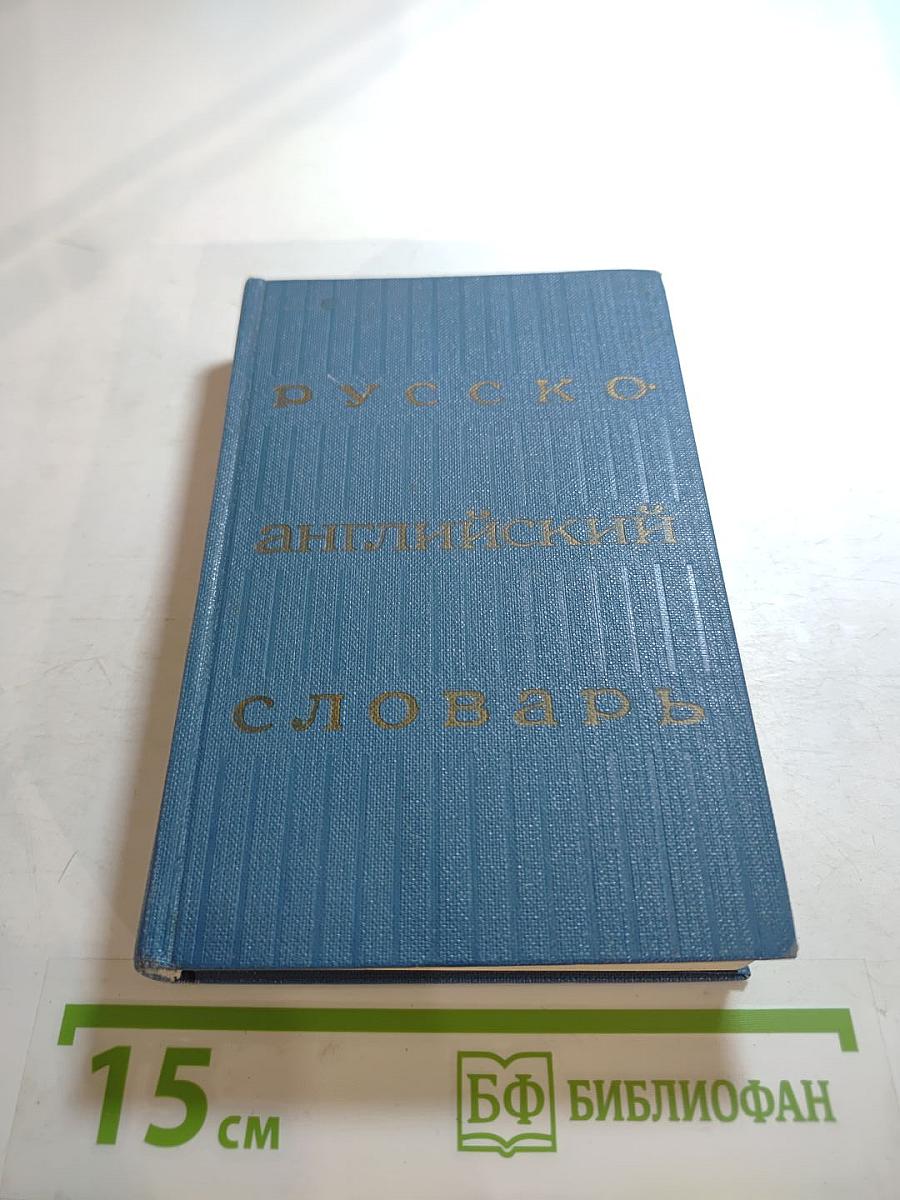 русско-
английский
словарь
15 см
БФ БИБЛИОФАН